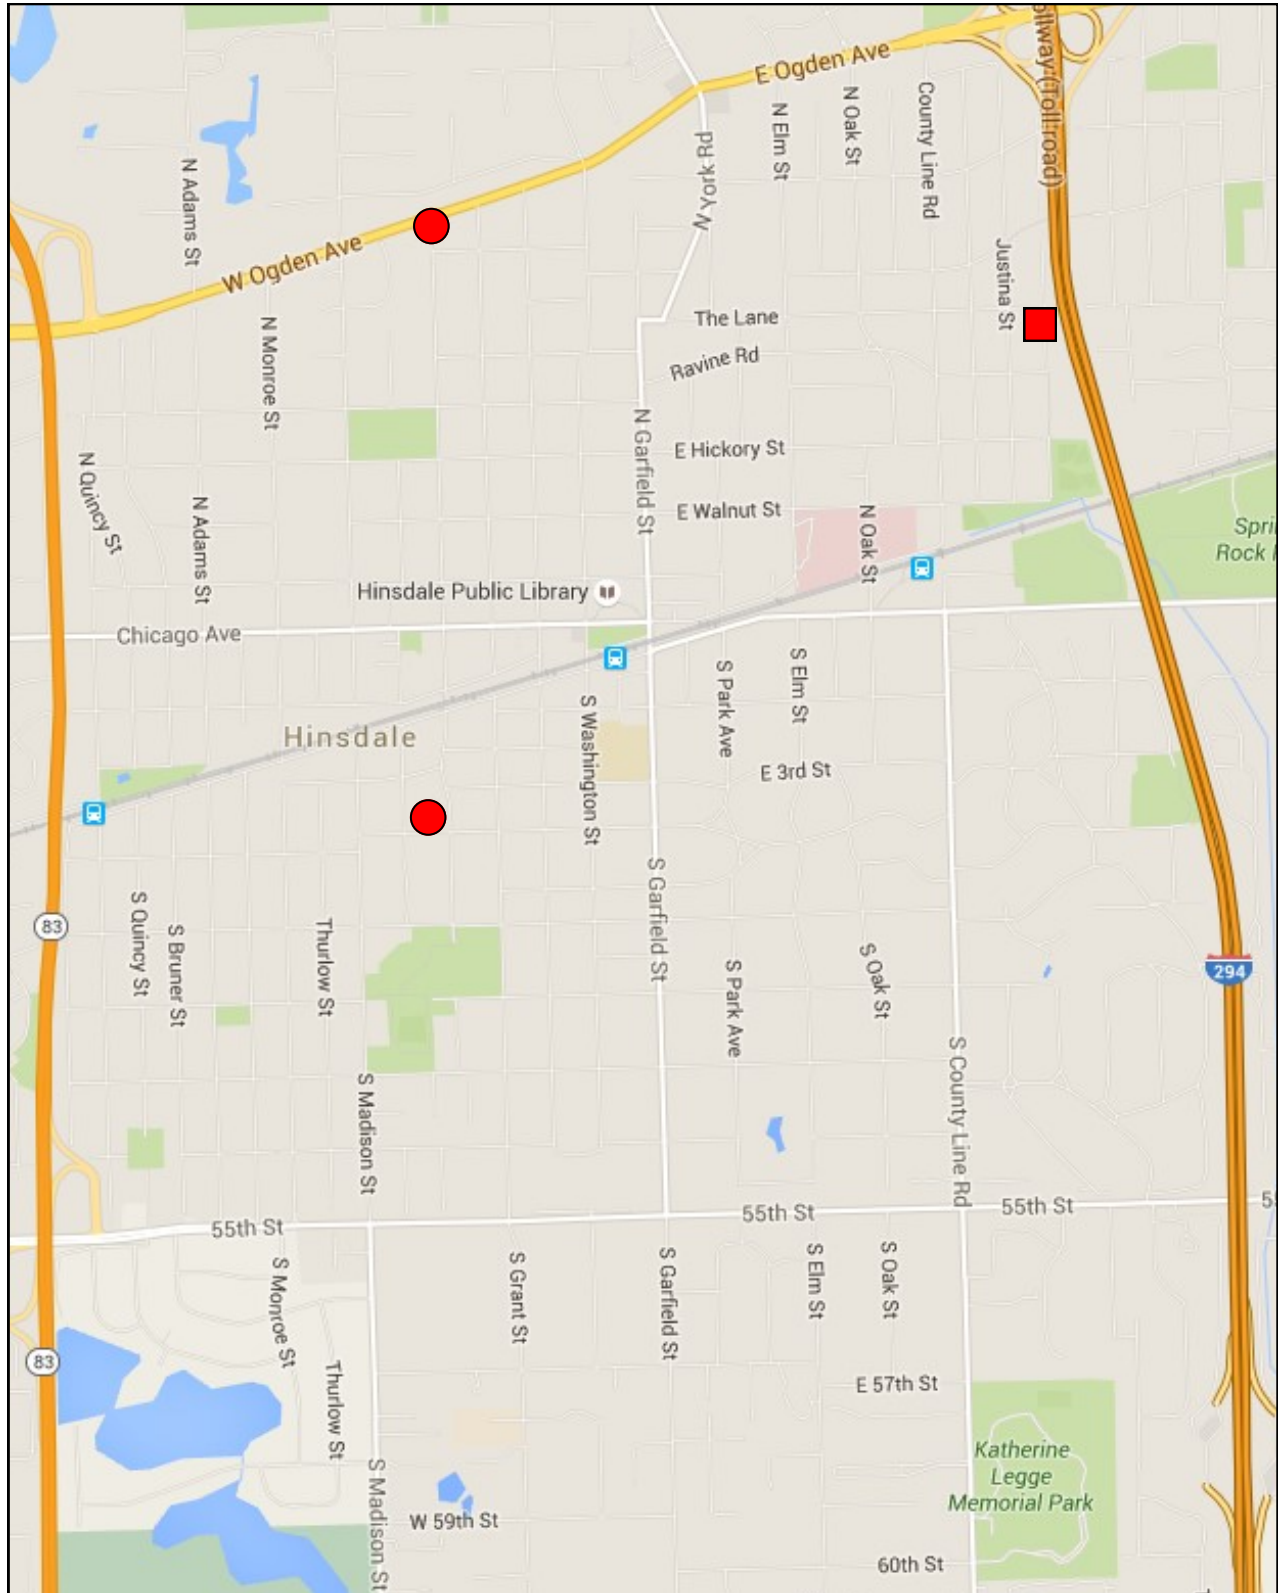 ollway (Toll road)
E Ogden Ave
N Elm St
N Oak St
County Line Rd
N York Rd
N Adams St
W Ogden Ave
Justina St
N Monroe St
The Lane
Ravine Rd
N Garfield St
E Hickory St
N Quincy St
N Adams St
E Walnut St
N Oak St
Rock
Hinsdale Public Library
Chicago Ave
S Elm St
S Park Ave
S Washington St
Hinsdale
E 3rd St
S Garfield St
83
S Quincy St
S Bruner St
Thurlow St
S Oak St
S Park Ave
294
S County Line Rd
S Madison St
55th St
55th St
55th St
S Monroe St
S Grant St
S Garfield St
S Elm St
S Oak St
83
Thurlow St
E 57th St
Katherine
Legge
Memorial Park
S Madison St
W 59th St
60th St